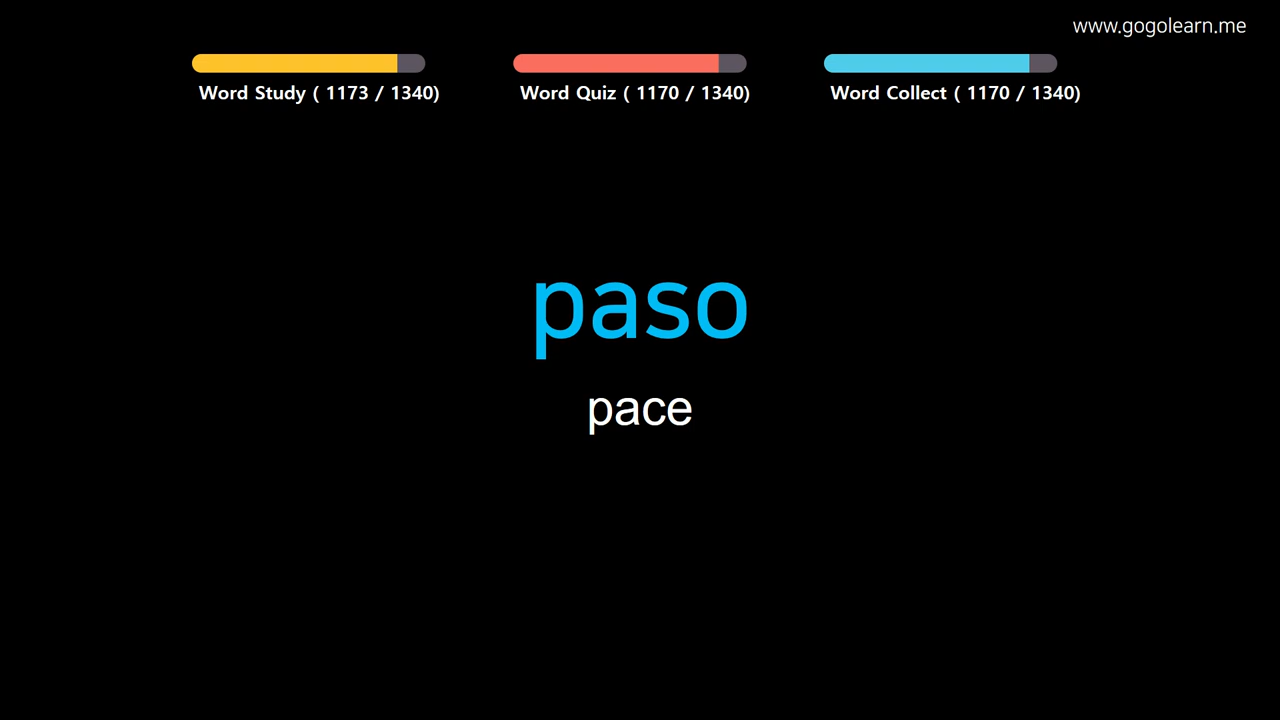 www.gogolearn.me
Word Study ( 1173 / 1340)
Word Quiz ( 1170 / 1340)
Word Collect ( 1170 / 1340)
paso
pace